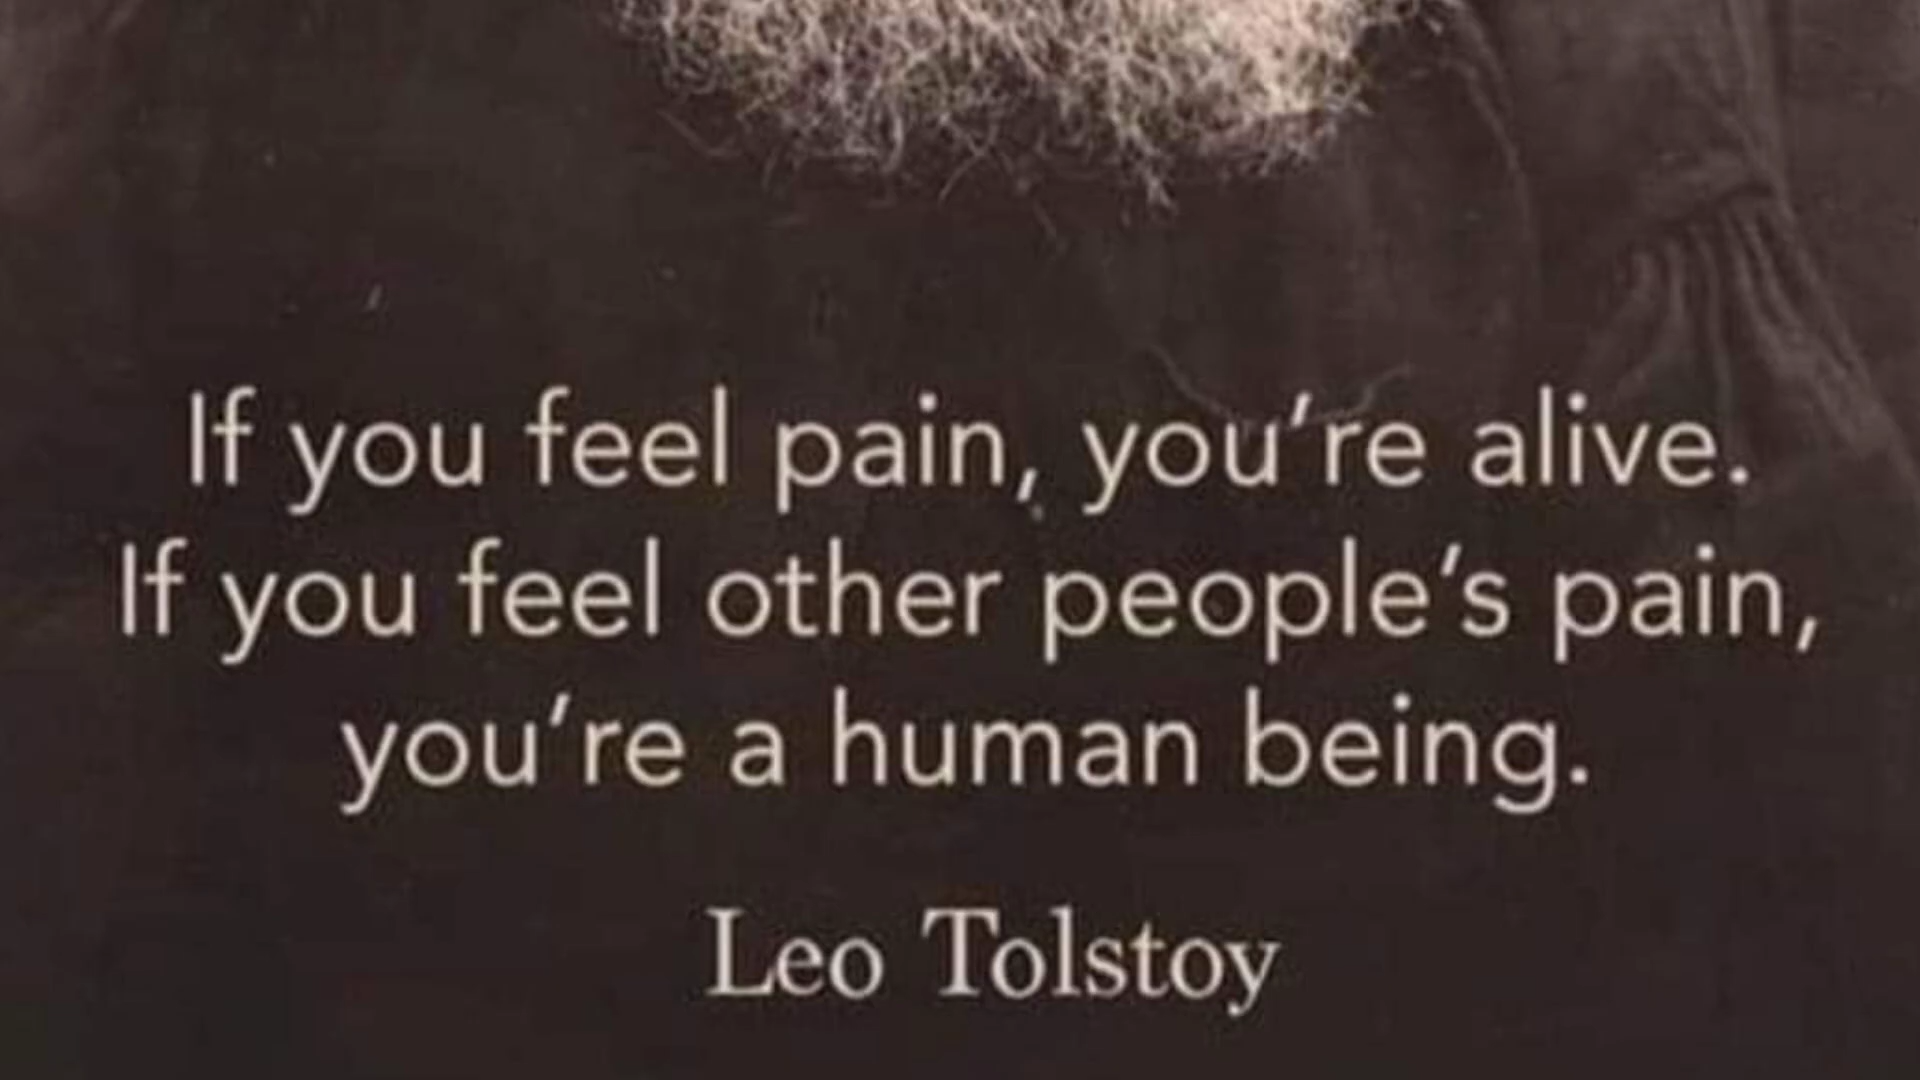 If you feel pain, you’re alive.
If you feel other people’s pain,
you’re a human being.
Leo Tolstoy